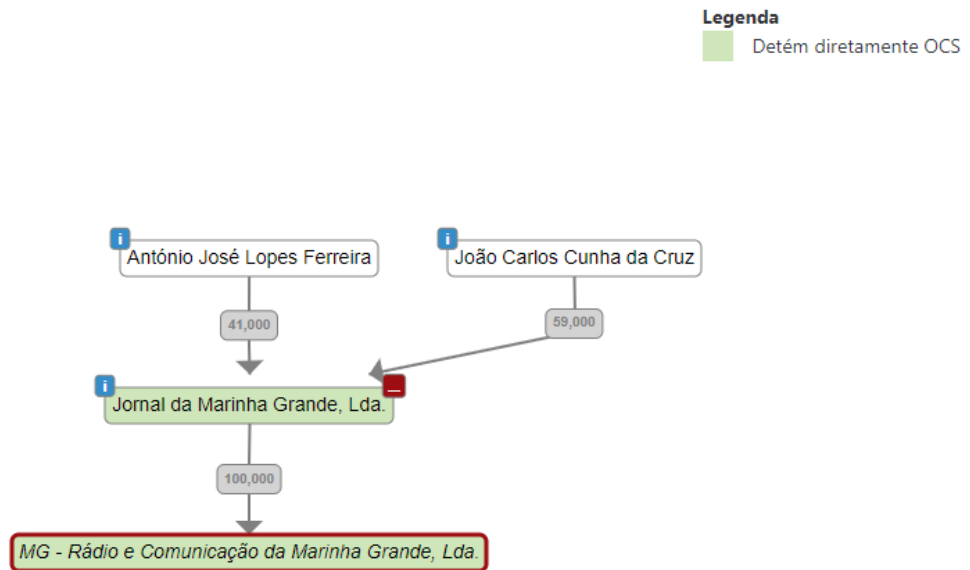 Legenda
Detém diretamente OCS
i
i
António José Lopes Ferreira
João Carlos Cunha da Cruz
41,000
59,000
i
_
Jornal da Marinha Grande, Lda.
100,000
MG - Rádio e Comunicação da Marinha Grande, Lda.